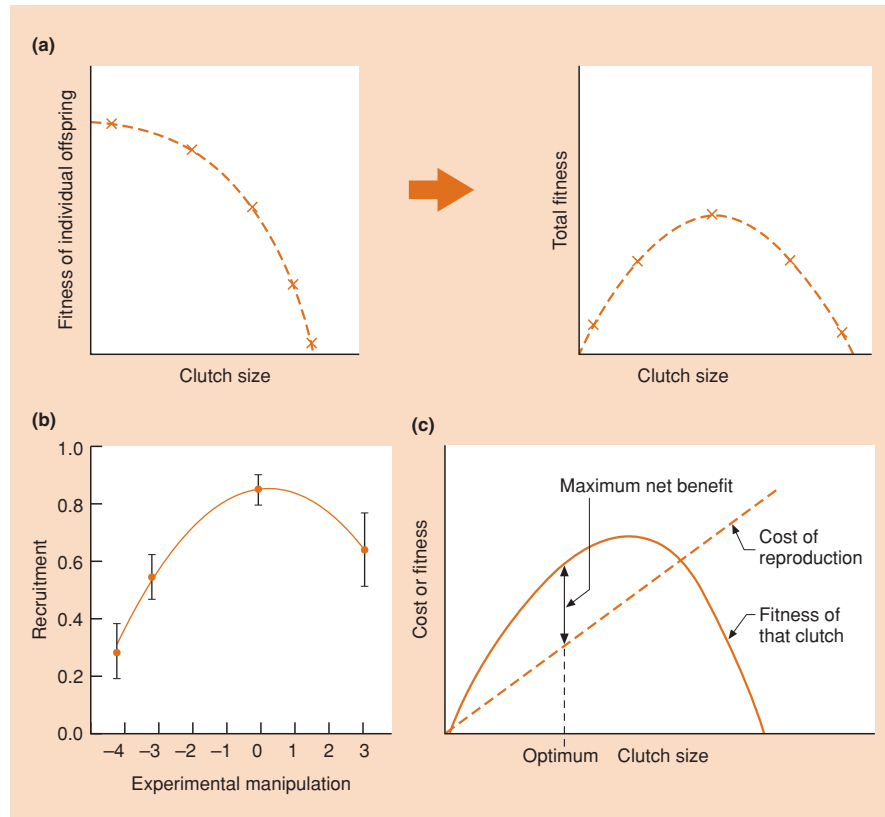 (a)
Fitness of individual offspring
Clutch size
Total fitness
Clutch size
(b)
Recruitment
1.0
0.8
0.6
0.4
0.2
0.0
–4 –3 –2 –1 0 1 2 3
Experimental manipulation
(c)
Cost or fitness
Maximum net benefit
Cost of
reproduction
Fitness of
that clutch
Optimum Clutch size